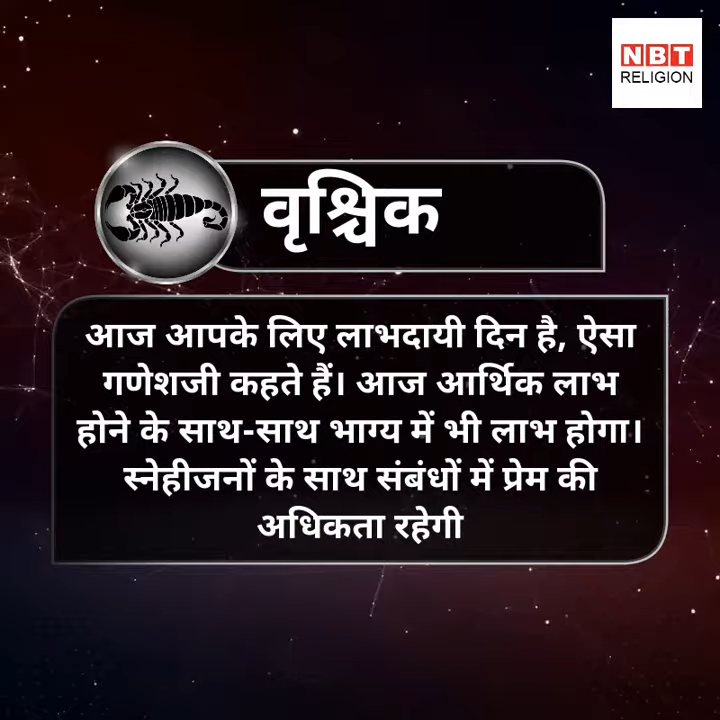 NBT
RELIGION
वृश्चिक
आज आपके लिए लाभदायी दिन है, ऐसा
गणेशजी कहते हैं। आज आर्थिक लाभ
होने के साथ-साथ भाग्य में भी लाभ होगा।
स्नेहीजनों के साथ संबंधों में प्रेम की
अधिकता रहेगी